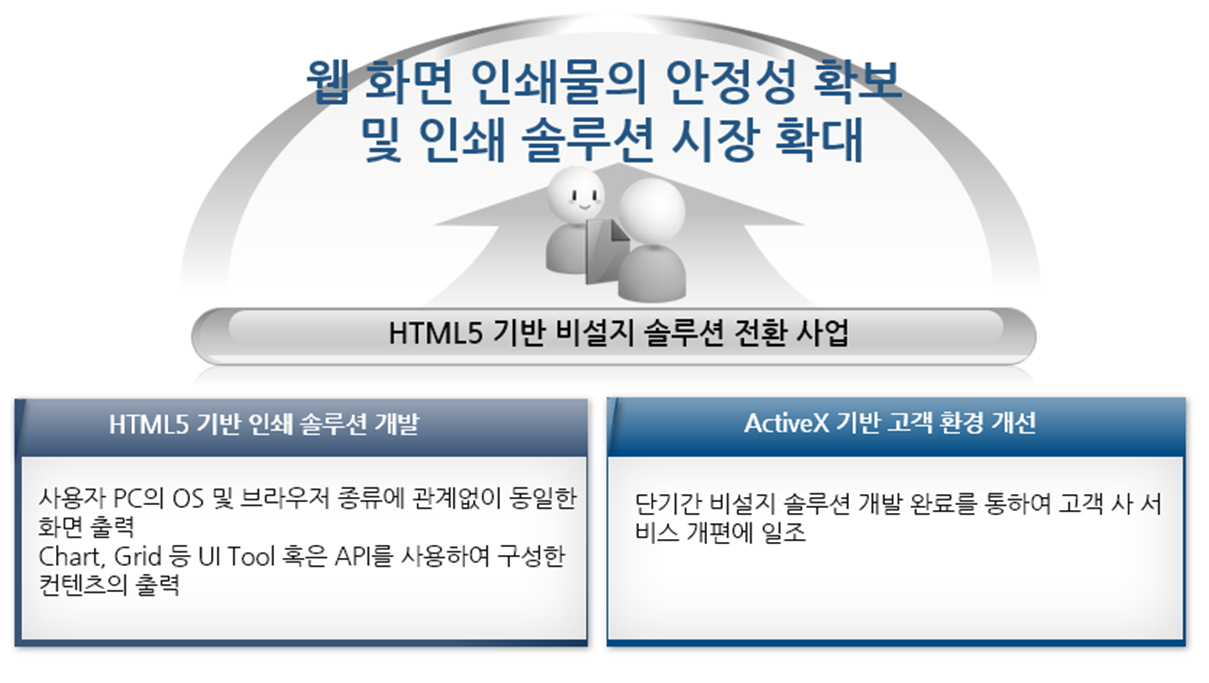 웹 화면 인쇄물의 안정성 확보
및 인쇄 솔루션 시장 확대
HTML5 기반 비설지 솔루션 전환 사업
HTML5 기반 인쇄 솔루션 개발
사용자 PC의 OS 및 브라우저 종류에 관계없이 동일한
화면 출력
Chart, Grid 등 UI Tool 혹은 API를 사용하여 구성한
컨텐츠의 출력
ActiveX 기반 고객 환경 개선
단기간 비설지 솔루션 개발 완료를 통하여 고객 사 서
비스 개편에 일조